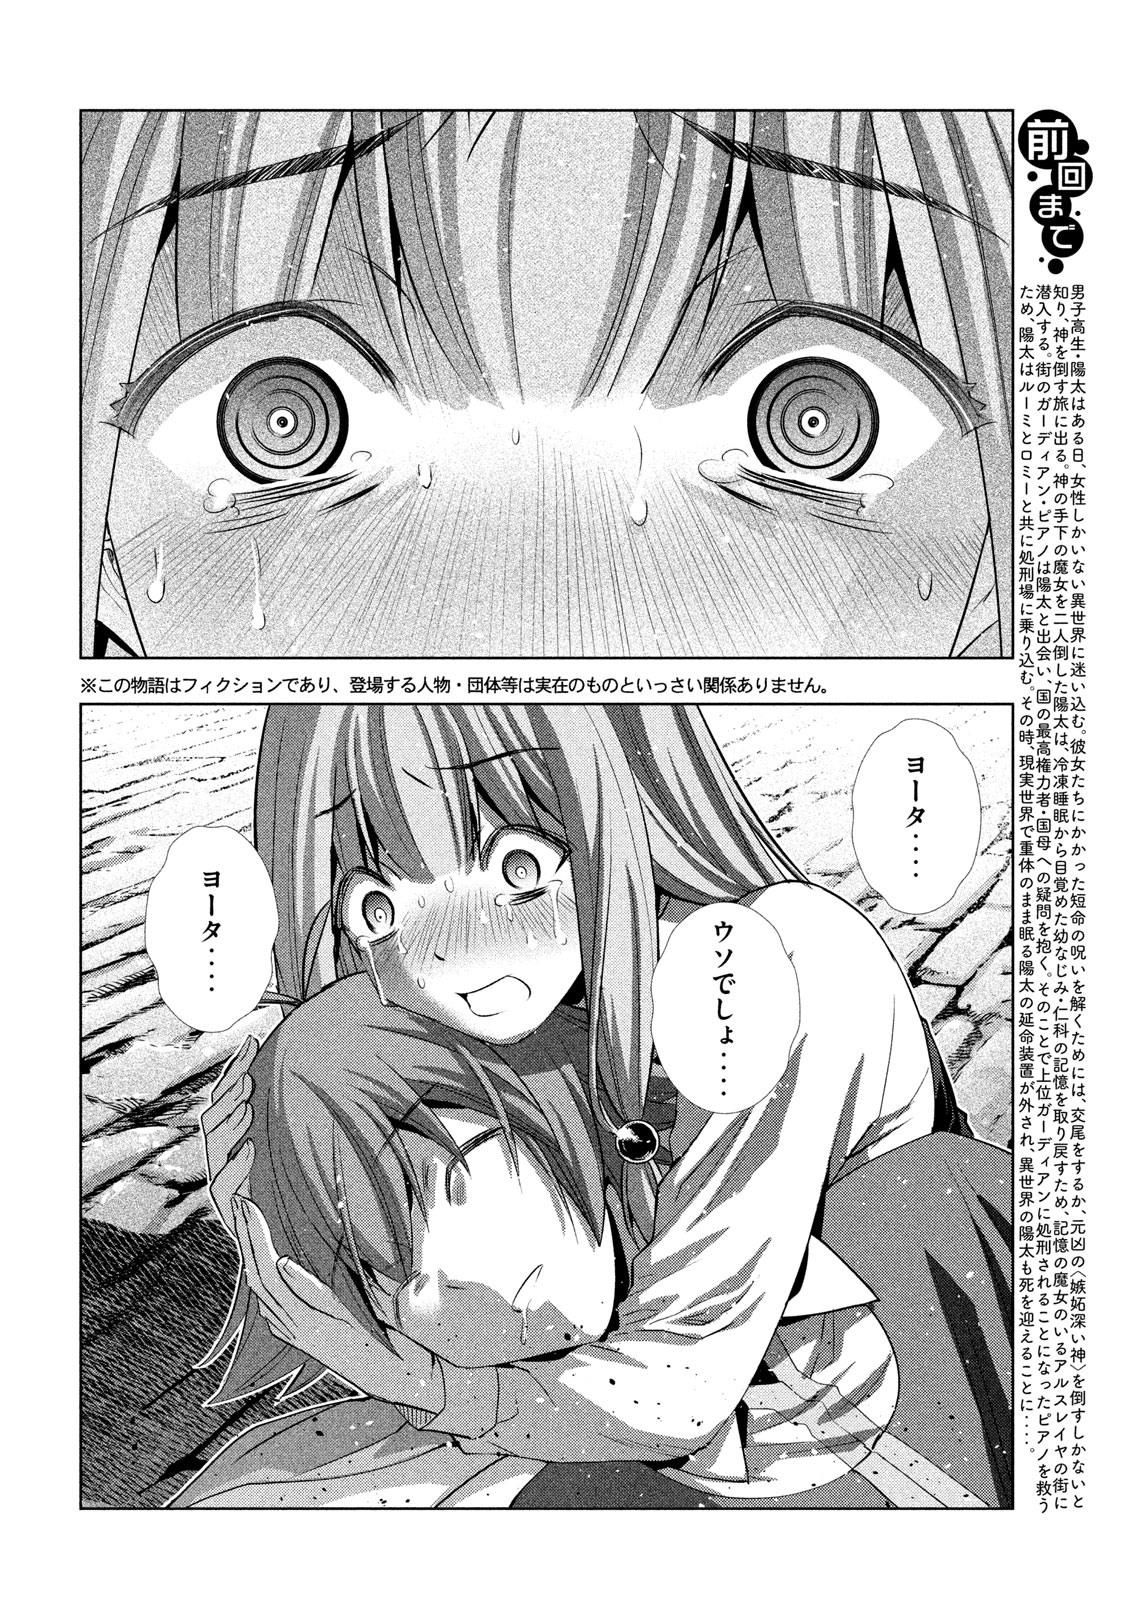 前回まで
男子高生・陽太はある日、女性しかいない異世界に迷い込む。彼女たちにかかった短命の呪いを解くためには、交尾をするか、元凶の〈嫉妬深い神〉を倒すしかないと
知り、神を倒す旅に出る。神の手下の魔女を二人倒した陽太は、冷凍睡眠から目覚めた幼なじみ・仁科の記憶を取り戻すため、記憶の魔女のいるアルスレイヤの街に
潜入する。街のガーディアン・ピアノは陽太と出会い、国の最高権力者・国母への疑問を抱く。そのことで上位ガーディアンに処刑されることになったピアノを救う
ため、陽太はルーミとロミーと共に処刑場に乗り込む。その時、現実世界で重体のまま眠る陽太の延命装置が外され、異世界の陽太も死を迎えることに‥‥。
※この物語はフィクションであり、登場する人物・団体等は実在のものといっさい関係ありません。
ヨータ‥‥
ウソでしょ‥‥
ヨータ‥‥